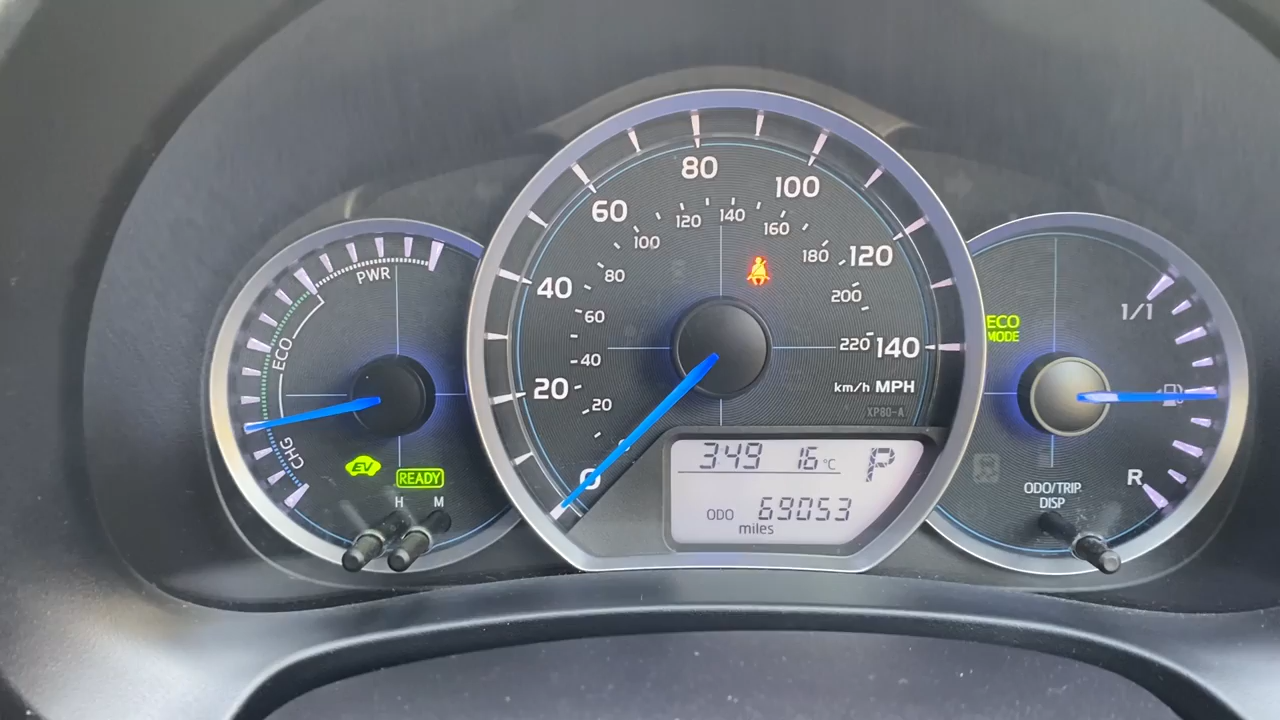 PWR
ECO
CHG
EV
READY
H M
0
20
40
60
80
100
120
140
20
40
60
80
100
120
140
160
180
200
220
km/h MPH
XP80-A
349 16°C P
ODO 69053
miles
ECO
MODE
1/1
R
ODO/TRIP
DISP